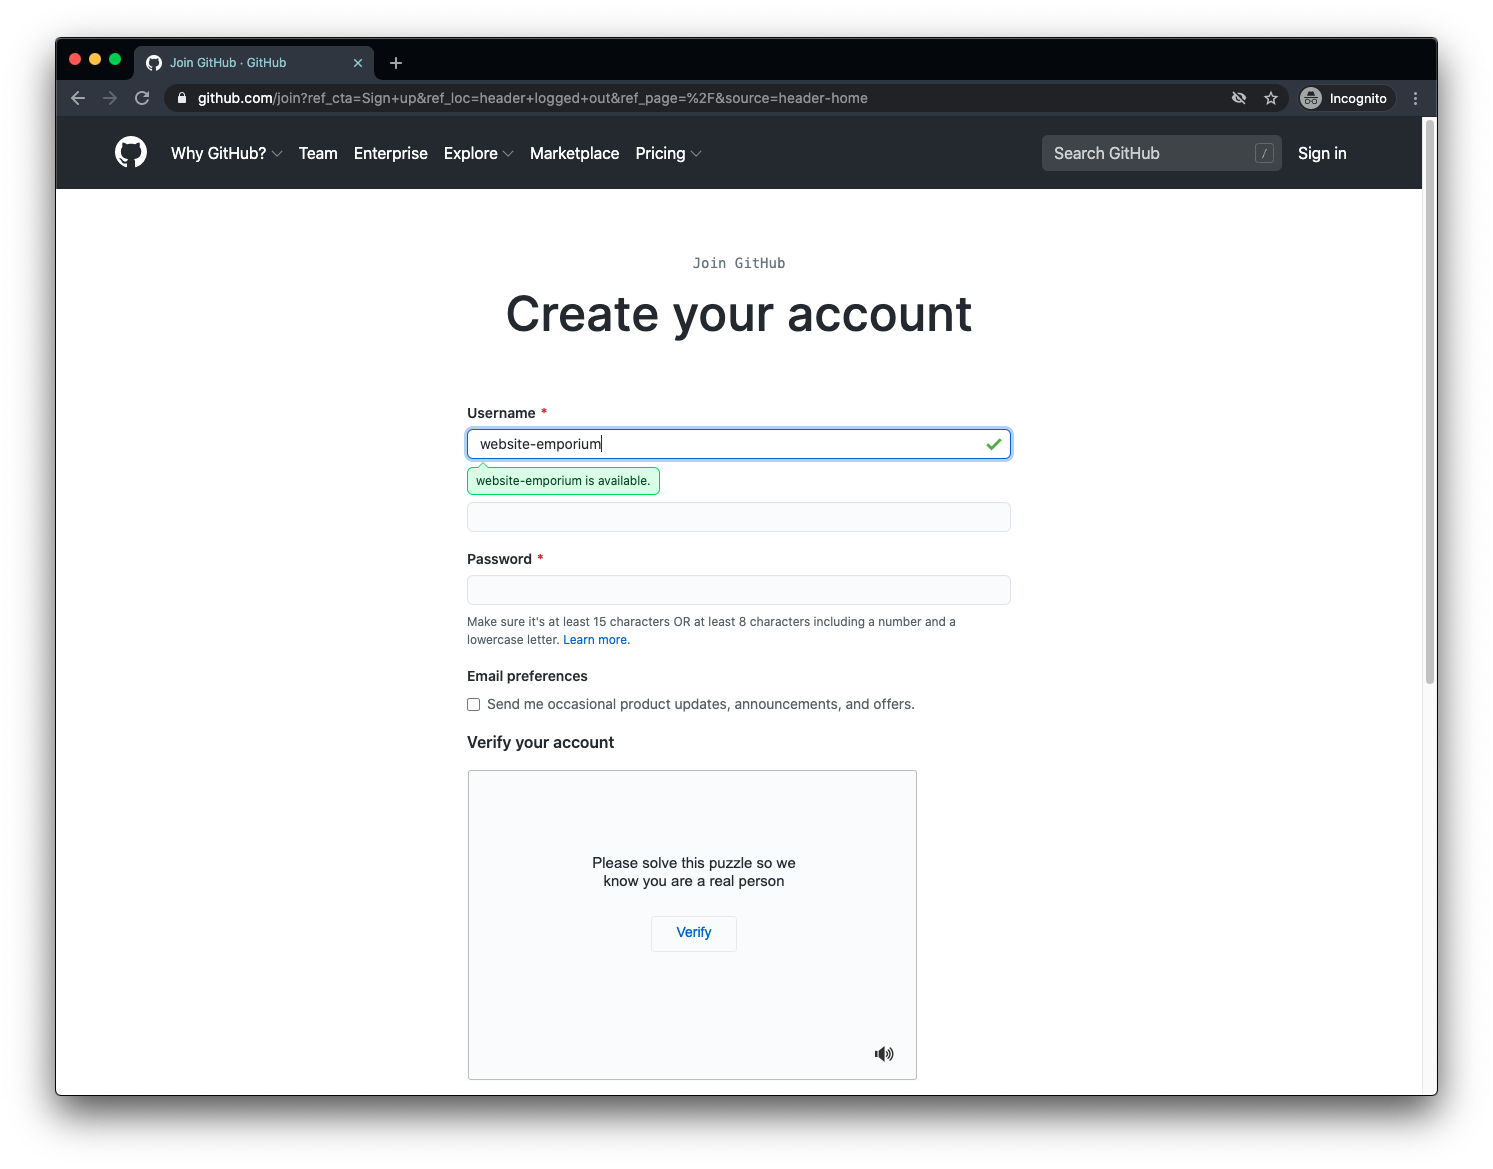 Join GitHub · GitHub
github.com/join?ref_cta=Sign+up&ref_loc=header+logged+out&ref_page=%2F&source=header-home
Incognito
Why GitHub?
Team
Enterprise
Explore
Marketplace
Pricing
Search GitHub
/
Sign in
Join GitHub
Create your account
Username *
website-emporium
website-emporium is available.
Password *
Make sure it's at least 15 characters OR at least 8 characters including a number and a
lowercase letter. Learn more.
Email preferences
Send me occasional product updates, announcements, and offers.
Verify your account
Please solve this puzzle so we
know you are a real person
Verify